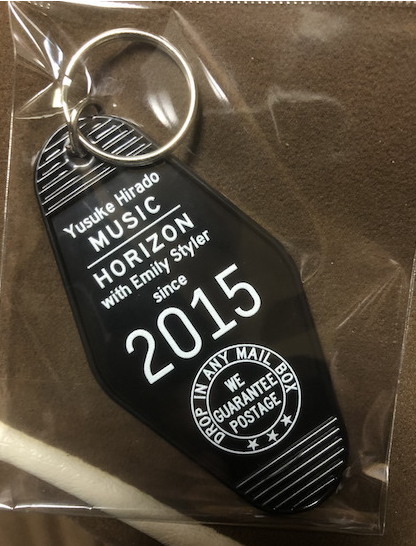 Yusuke Hirado
MUSIC
HORIZON
with Emily Styler
since
2015
DROP IN ANY MAIL BOX
WE
GUARANTEE
POSTAGE